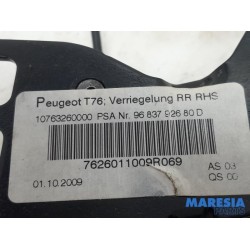 Peugeot T76; Verriegelung RR RHS
10763260000 PSA Nr. 96 837 926 80 D
7626011009R069
AS 03
01.10.2009
QS 00
MARESIA